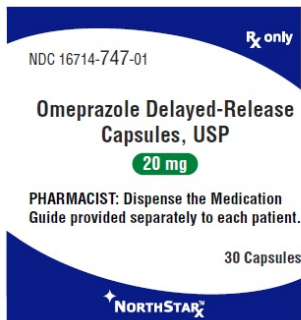 Rx only
NDC 16714-747-01
Omeprazole Delayed-Release
Capsules, USP
20 mg
PHARMACIST: Dispense the Medication
Guide provided separately to each patient.
30 Capsules
NORTHSTARx™